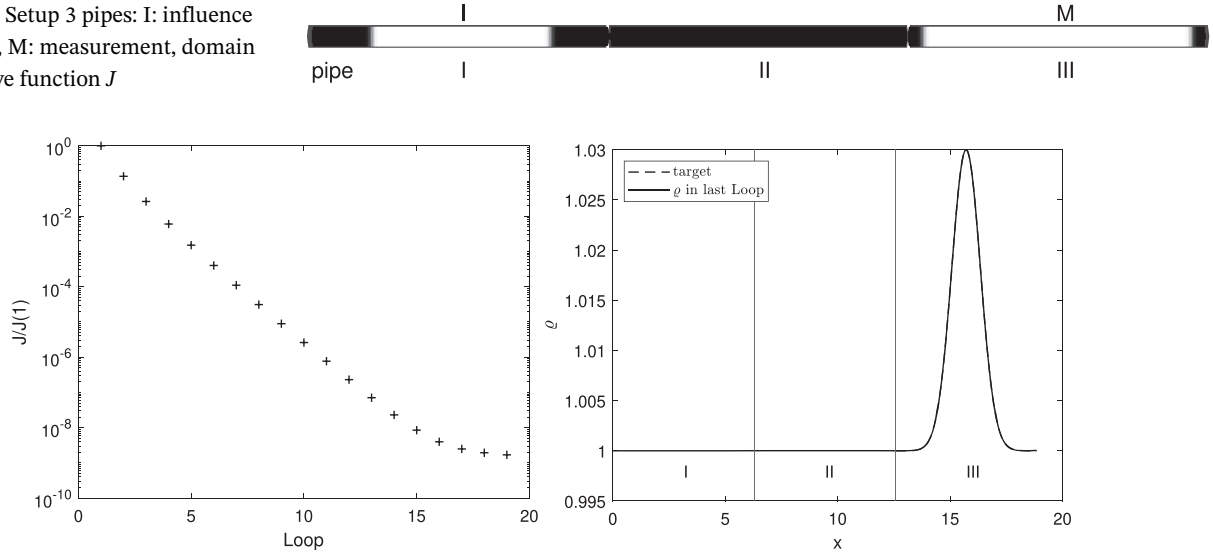 Setup 3 pipes: I: influence
, M: measurement, domain
ve function J
I M
pipe I II III
10^0
10^-2
10^-4
10^-6
10^-8
10^-10
J/J(1)
0 5 10 15 20
Loop
1.03
1.025
1.02
1.015
1.01
1.005
1
0.995
ϱ
target
ϱ in last Loop
I II III
0 5 10 15 20
x